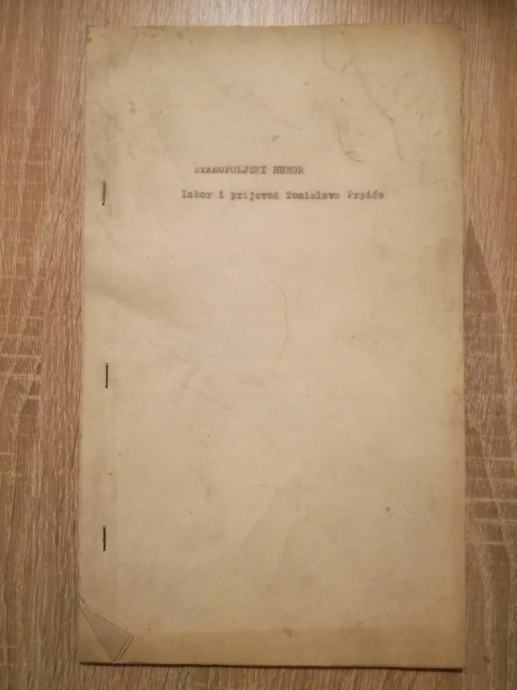 STAROPOLJSKI HUMOR
Izbor i prijevod Tomislava Prpića